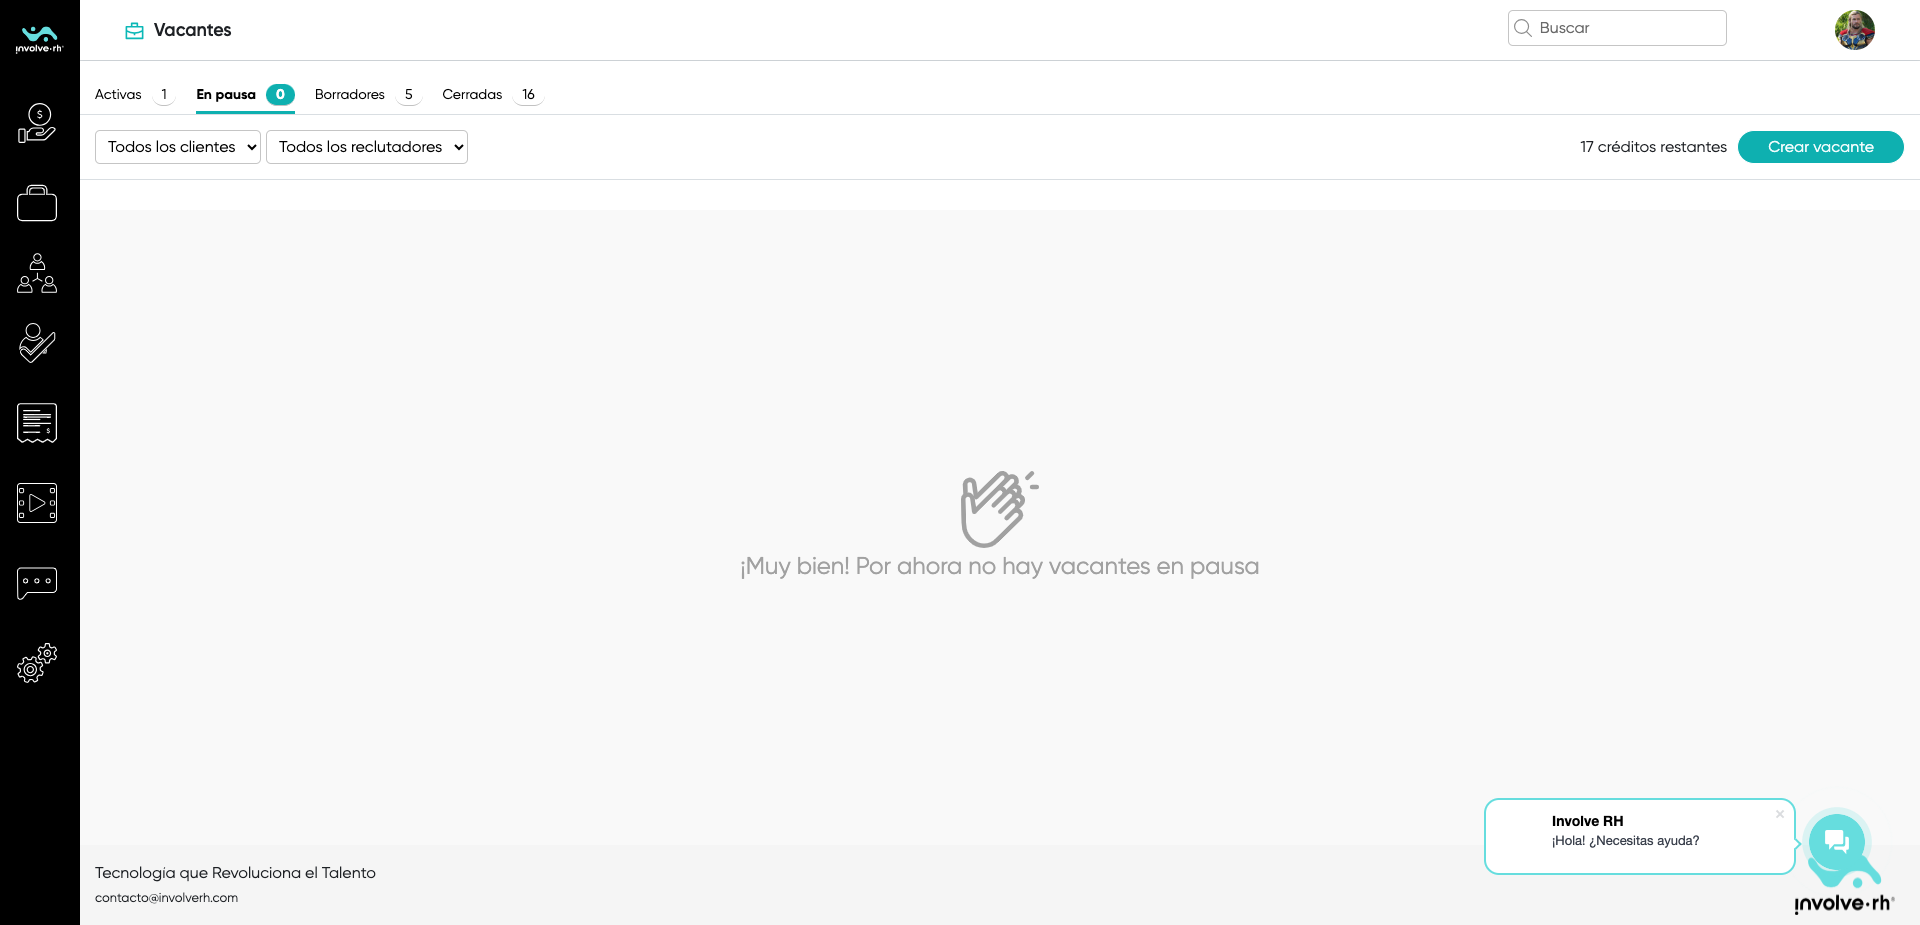 involve·rh
Vacantes
Buscar
Activas 1 En pausa 0 Borradores 5 Cerradas 16
Todos los clientes Todos los reclutadores
17 créditos restantes Crear vacante
¡Muy bien! Por ahora no hay vacantes en pausa
Involve RH
¡Hola! ¿Necesitas ayuda?
Tecnología que Revoluciona el Talento
contacto@involverh.com
involve·rh